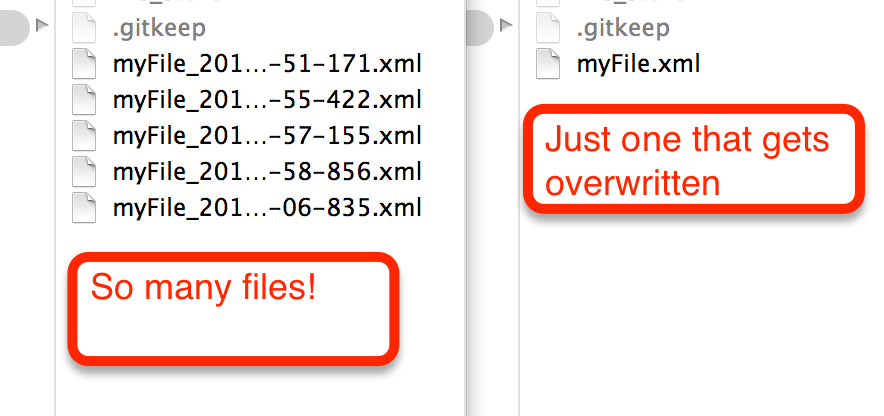 .gitkeep
myFile_201...-51-171.xml
myFile_201...-55-422.xml
myFile_201...-57-155.xml
myFile_201...-58-856.xml
myFile_201...-06-835.xml
So many files!
.gitkeep
myFile.xml
Just one that gets
overwritten